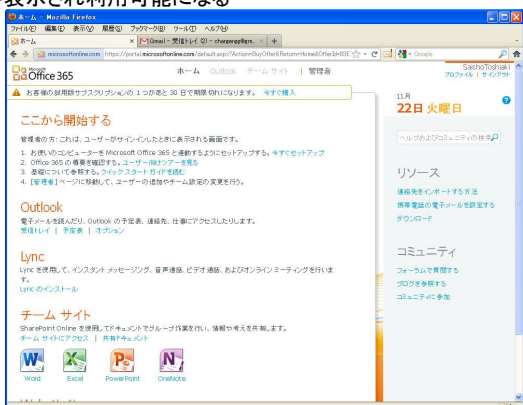 表示され利用可能になる
ホーム - Mozilla Firefox
ファイル(F) 編集(E) 表示(V) 履歴(S) ブックマーク(B) ツール(T) ヘルプ(H)
ホーム
Gmail - 受信トレイ (2)
microsoftonline.com
Google
Microsoft
Office 365
ホーム Outlook チーム サイト | 管理者
SaishoToshiaki
プロファイル | サインアウト
お客様の試用版サブスクリプションの 1 つがあと 30 日で期限切れになります。 今すぐ購入
11月
22日 火曜日
ここから開始する
管理者の方: これは、ユーザーがサインインしたときに表示される画面です。
1. お使いのコンピューターを Microsoft Office 365 と連動するようにセットアップする。今すぐセットアップ
2. Office 365 の概要を確認する。ユーザー向けツアーを見る
3. 基礎について参照する。クイック スタート ガイドを読む
4. [管理者] ページに移動して、ユーザーの追加やチーム設定の変更を行う。
Outlook
電子メールを読んだり、Outlook の予定表、連絡先、仕事にアクセスしたりします。
受信トレイ | 予定表 | オプション
Lync
Lync を使用して、インスタント メッセージング、音声通話、ビデオ通話、およびオンライン ミーティングを行います。
Lync のインストール
チーム サイト
SharePoint Online を使用してドキュメントでグループ作業を行い、情報や考えを共有します。
チーム サイトにアクセス | 共有ドキュメント
Word Excel PowerPoint OneNote
ヘルプおよびコミュニティの検索
リソース
連絡先をインポートする方法
携帯電話の電子メールを設定する
ダウンロード
コミュニティ
フォーラムで質問する
ブログを参照する
コミュニティに参加